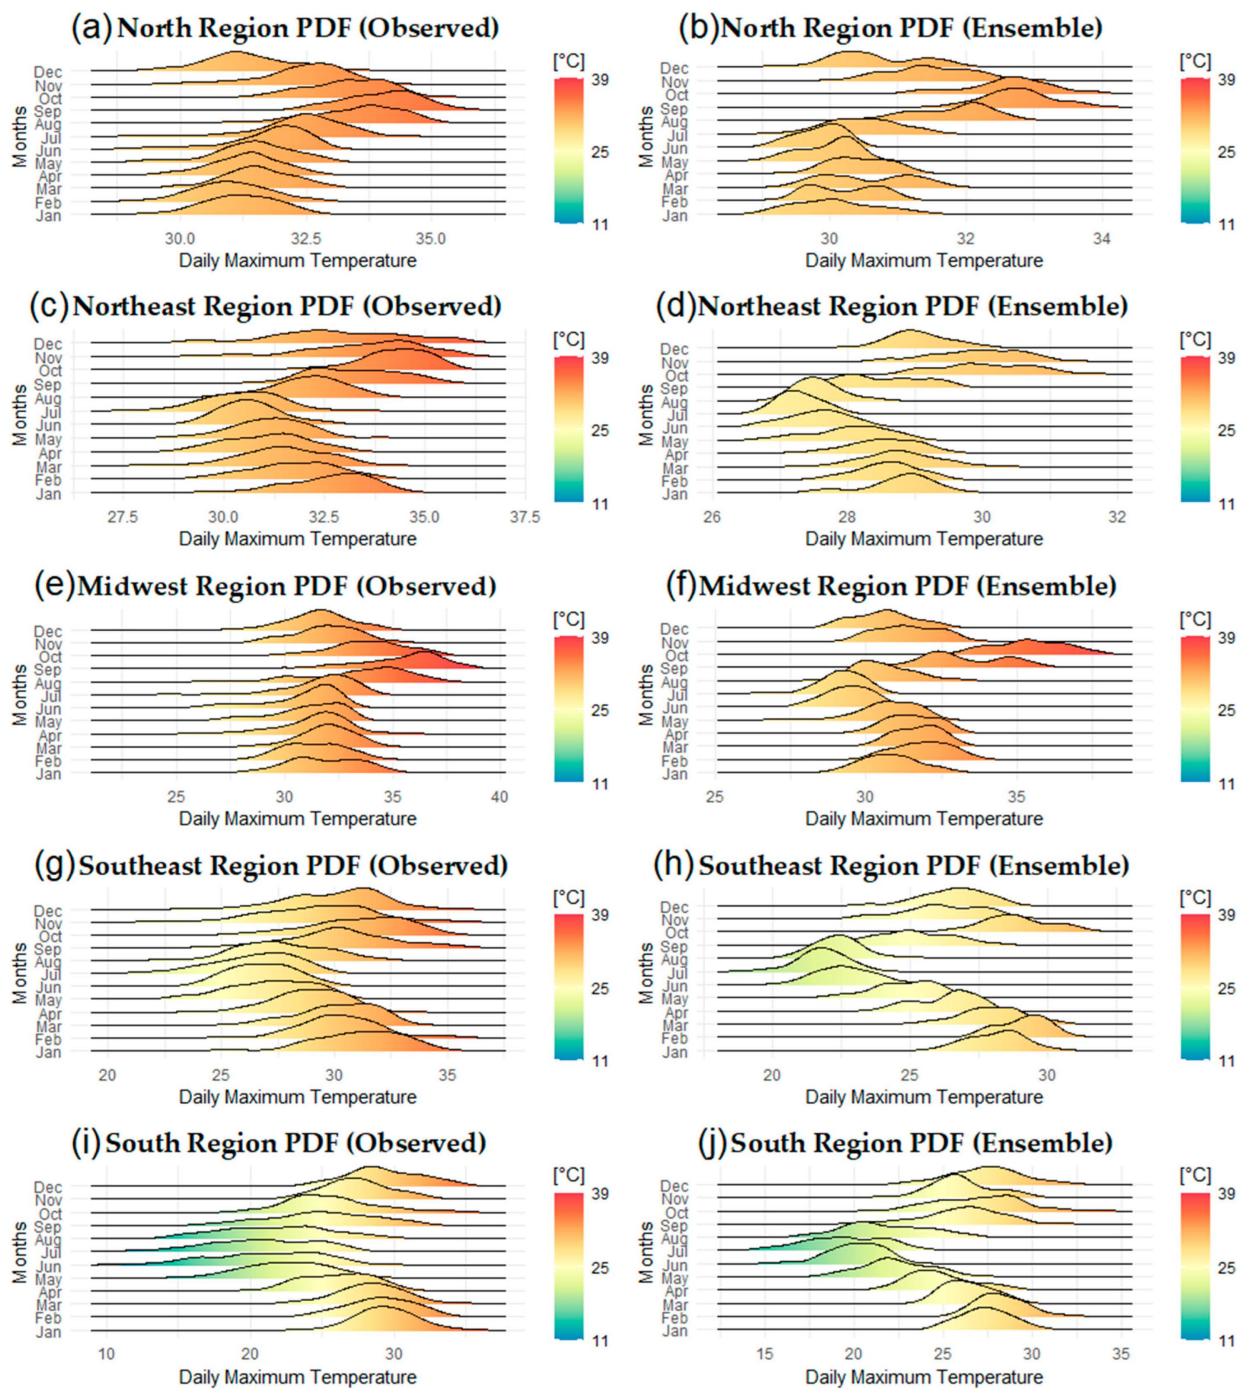 (a) North Region PDF (Observed)
[°C]
39
25
11
Months
Dec
Nov
Oct
Sep
Aug
Jul
Jun
May
Apr
Mar
Feb
Jan
30.0 32.5 35.0
Daily Maximum Temperature
(b) North Region PDF (Ensemble)
[°C]
39
25
11
Months
Dec
Nov
Oct
Sep
Aug
Jul
Jun
May
Apr
Mar
Feb
Jan
30 32 34
Daily Maximum Temperature
(c) Northeast Region PDF (Observed)
[°C]
39
25
11
Months
Dec
Nov
Oct
Sep
Aug
Jul
Jun
May
Apr
Mar
Feb
Jan
27.5 30.0 32.5 35.0 37.5
Daily Maximum Temperature
(d) Northeast Region PDF (Ensemble)
[°C]
39
25
11
Months
Dec
Nov
Oct
Sep
Aug
Jul
Jun
May
Apr
Mar
Feb
Jan
26 28 30 32
Daily Maximum Temperature
(e) Midwest Region PDF (Observed)
[°C]
39
25
11
Months
Dec
Nov
Oct
Sep
Aug
Jul
Jun
May
Apr
Mar
Feb
Jan
25 30 35 40
Daily Maximum Temperature
(f) Midwest Region PDF (Ensemble)
[°C]
39
25
11
Months
Dec
Nov
Oct
Sep
Aug
Jul
Jun
May
Apr
Mar
Feb
Jan
25 30 35
Daily Maximum Temperature
(g) Southeast Region PDF (Observed)
[°C]
39
25
11
Months
Dec
Nov
Oct
Sep
Aug
Jul
Jun
May
Apr
Mar
Feb
Jan
20 25 30 35
Daily Maximum Temperature
(h) Southeast Region PDF (Ensemble)
[°C]
39
25
11
Months
Dec
Nov
Oct
Sep
Aug
Jul
Jun
May
Apr
Mar
Feb
Jan
20 25 30
Daily Maximum Temperature
(i) South Region PDF (Observed)
[°C]
39
25
11
Months
Dec
Nov
Oct
Sep
Aug
Jul
Jun
May
Apr
Mar
Feb
Jan
10 20 30
Daily Maximum Temperature
(j) South Region PDF (Ensemble)
[°C]
39
25
11
Months
Dec
Nov
Oct
Sep
Aug
Jul
Jun
May
Apr
Mar
Feb
Jan
15 20 25 30 35
Daily Maximum Temperature